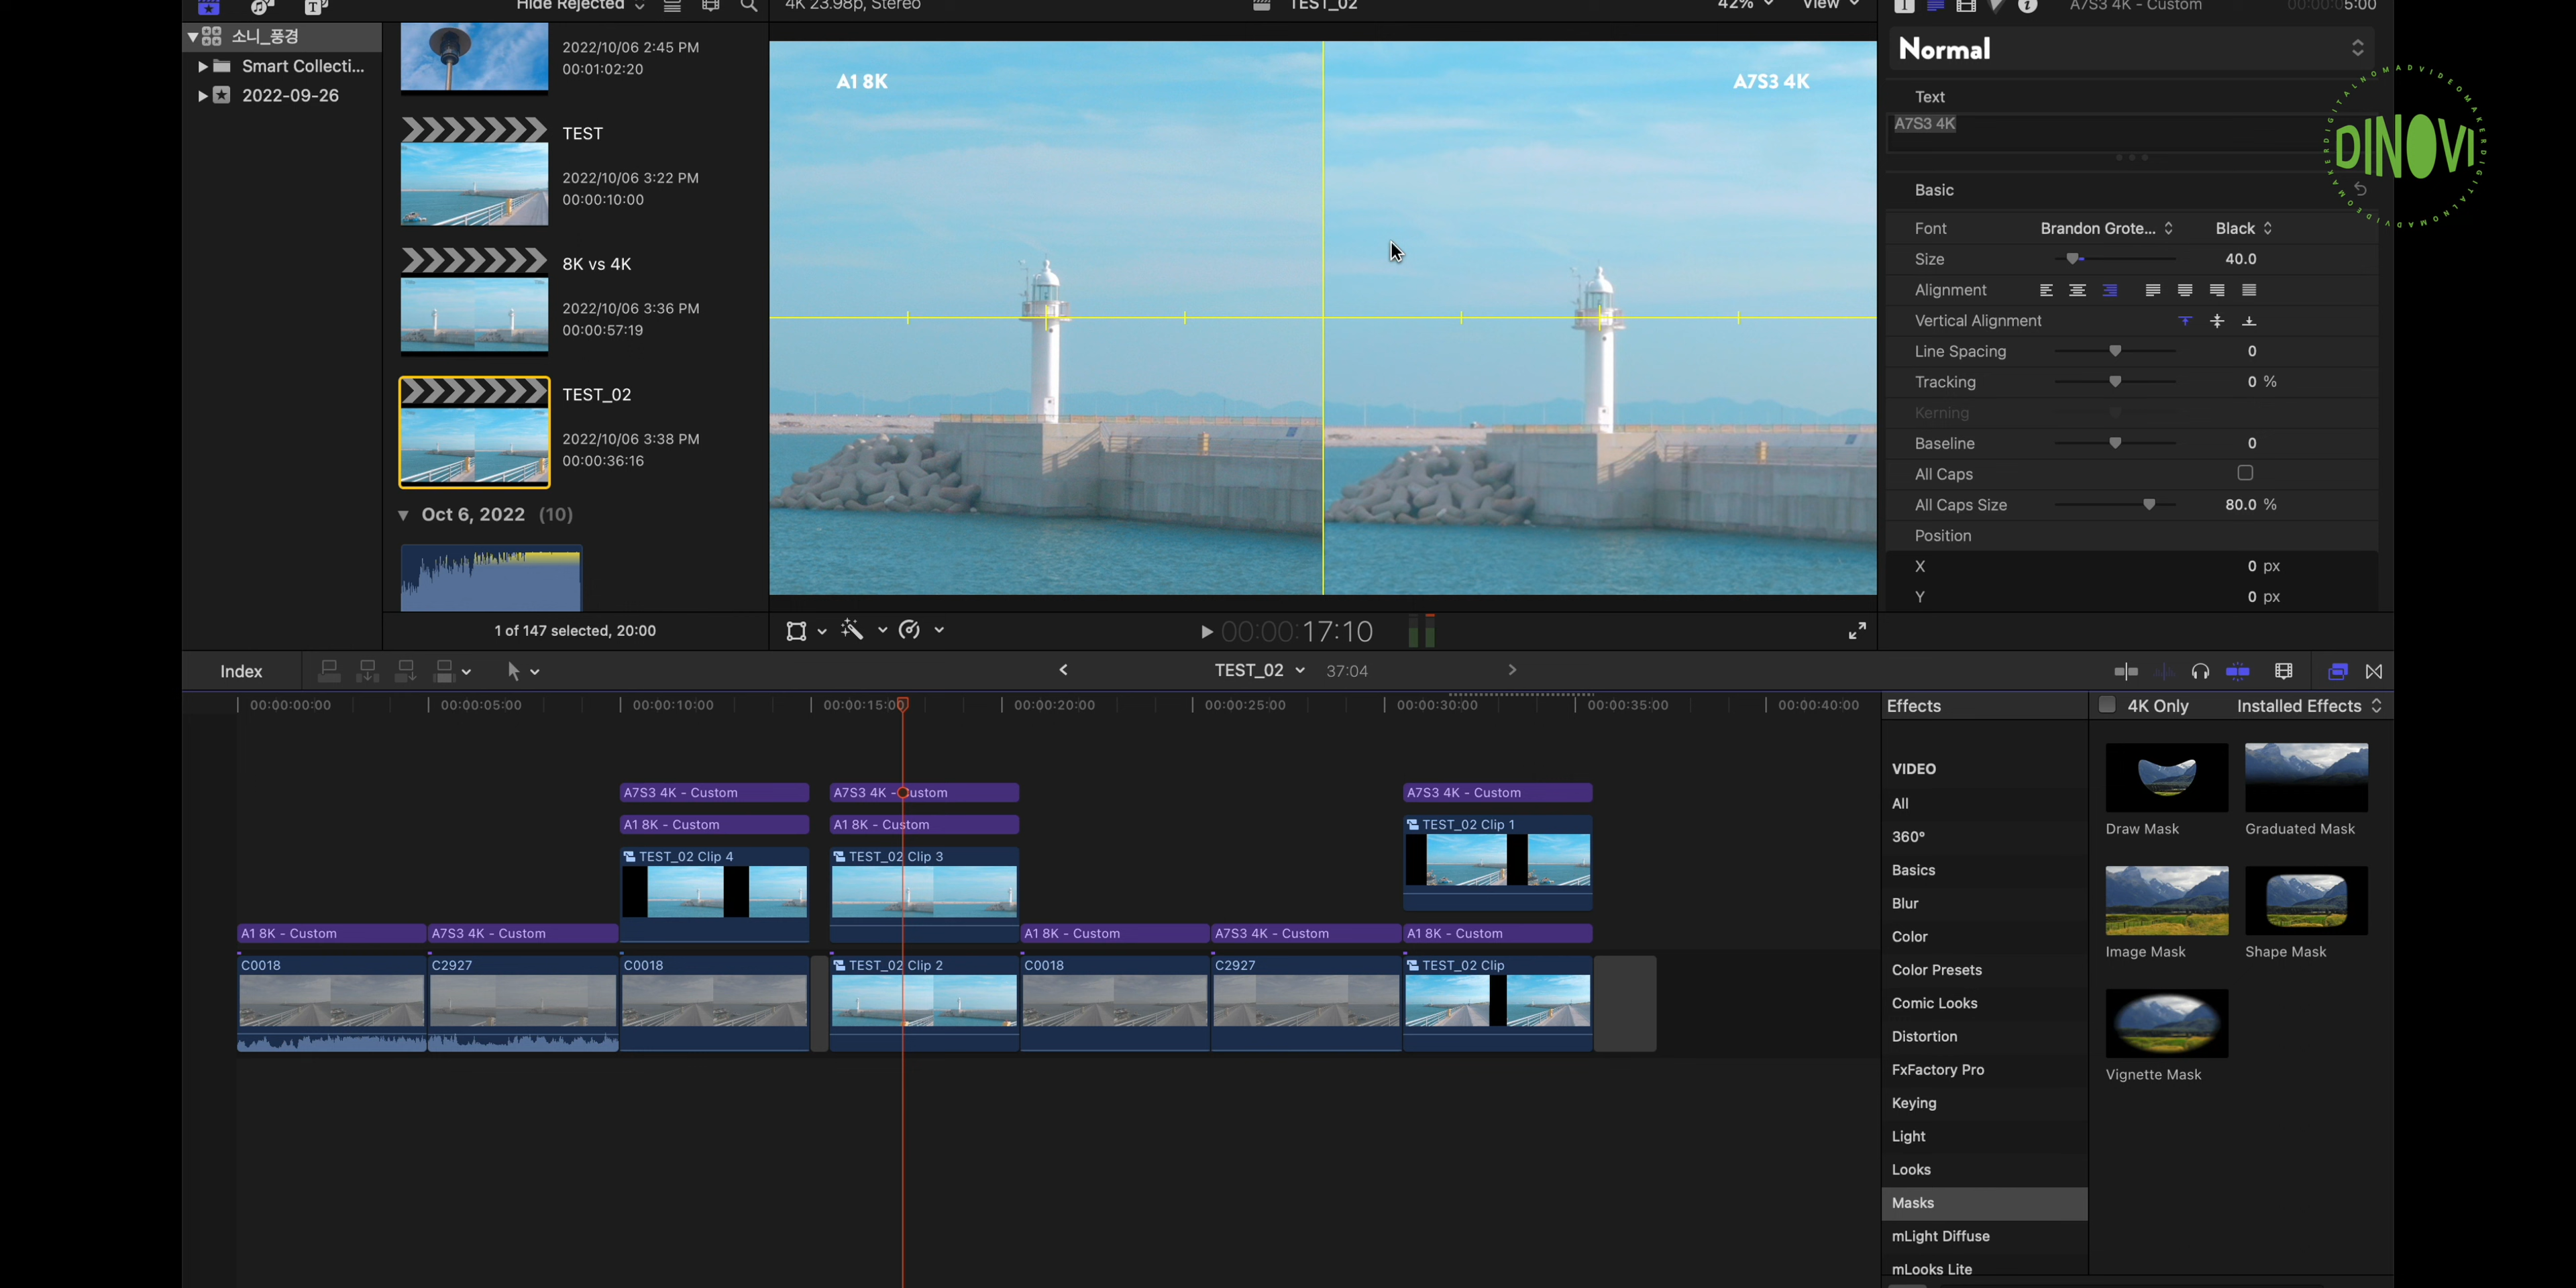 Hide Rejected
4K 23.98p, Stereo
TEST_02
42%
View
T
A7S3 4K - Custom
00:00:05:00
소니_풍경
Smart Collecti...
2022-09-26
2022/10/06 2:45 PM
00:01:02:20
TEST
2022/10/06 3:22 PM
00:00:10:00
8K vs 4K
2022/10/06 3:36 PM
00:00:57:19
TEST_02
2022/10/06 3:38 PM
00:00:36:16
Oct 6, 2022 (10)
1 of 147 selected, 20:00
A1 8K
A7S3 4K
00:00:17:10
Normal
Text
A7S3 4K
Basic
Font Brandon Grote... Black
Size 40.0
Alignment
Vertical Alignment
Line Spacing 0
Tracking 0 %
Kerning
Baseline 0
All Caps
All Caps Size 80.0 %
Position
X 0 px
Y 0 px
DINOVI
DIGITALNOMADVIDEOMAKER
DIGITALNOMADVIDEOMAKER
Index
TEST_02 37:04
00:00:00:00 00:00:05:00 00:00:10:00 00:00:15:00 00:00:20:00 00:00:25:00 00:00:30:00 00:00:35:00 00:00:40:00
A7S3 4K - Custom A7S3 4K - Custom A7S3 4K - Custom
A1 8K - Custom A1 8K - Custom TEST_02 Clip 1
TEST_02 Clip 4 TEST_02 Clip 3
A1 8K - Custom A7S3 4K - Custom A1 8K - Custom A7S3 4K - Custom A1 8K - Custom
C0018 C2927 C0018 TEST_02 Clip 2 C0018 C2927 TEST_02 Clip
Effects
4K Only
Installed Effects
VIDEO
All
360°
Basics
Blur
Color
Color Presets
Comic Looks
Distortion
FxFactory Pro
Keying
Light
Looks
Masks
mLight Diffuse
mLooks Lite
Draw Mask
Graduated Mask
Image Mask
Shape Mask
Vignette Mask